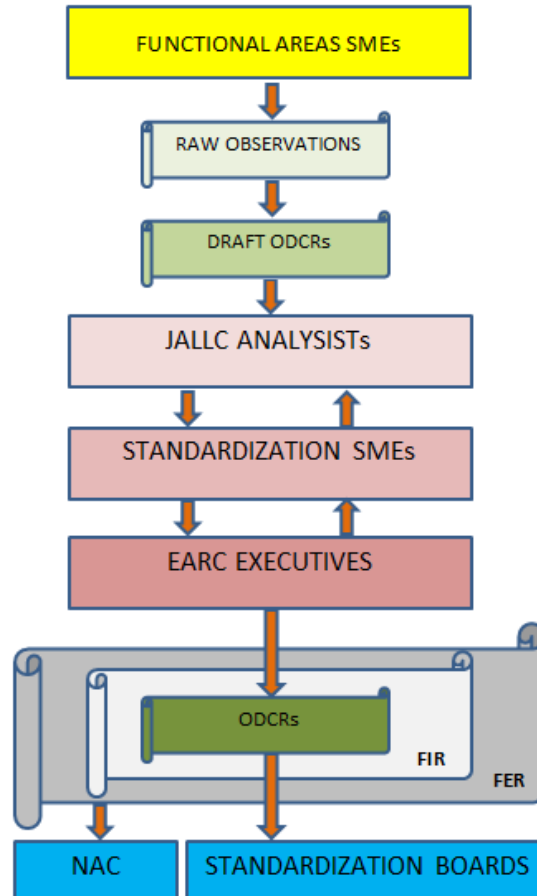 FUNCTIONAL AREAS SMEs
RAW OBSERVATIONS
DRAFT ODCRs
JALLC ANALYSISTs
STANDARDIZATION SMEs
EARC EXECUTIVES
ODCRs
FIR
FER
NAC
STANDARDIZATION BOARDS